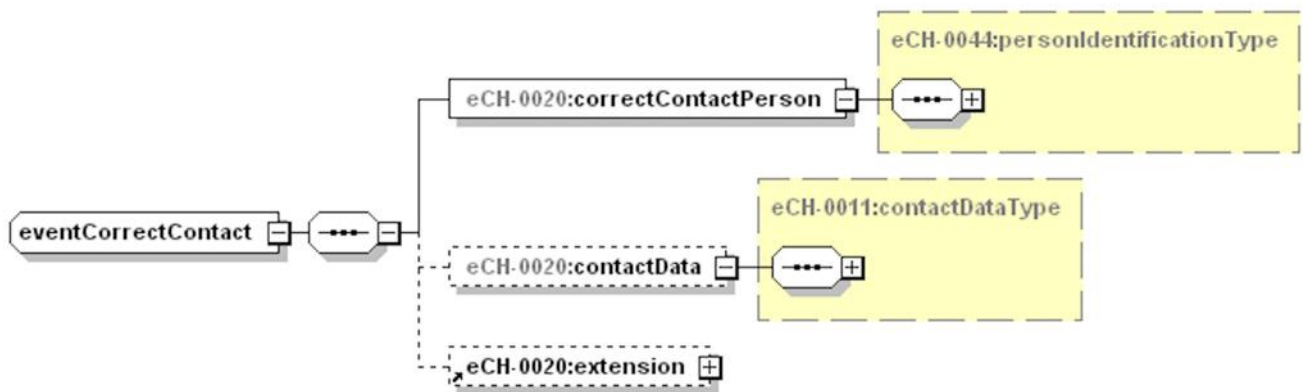 eCH-0044:personIdentificationType
eCH-0020:correctContactPerson
eCH-0011:contactDataType
eventCorrectContact
eCH-0020:contactData
eCH-0020:extension